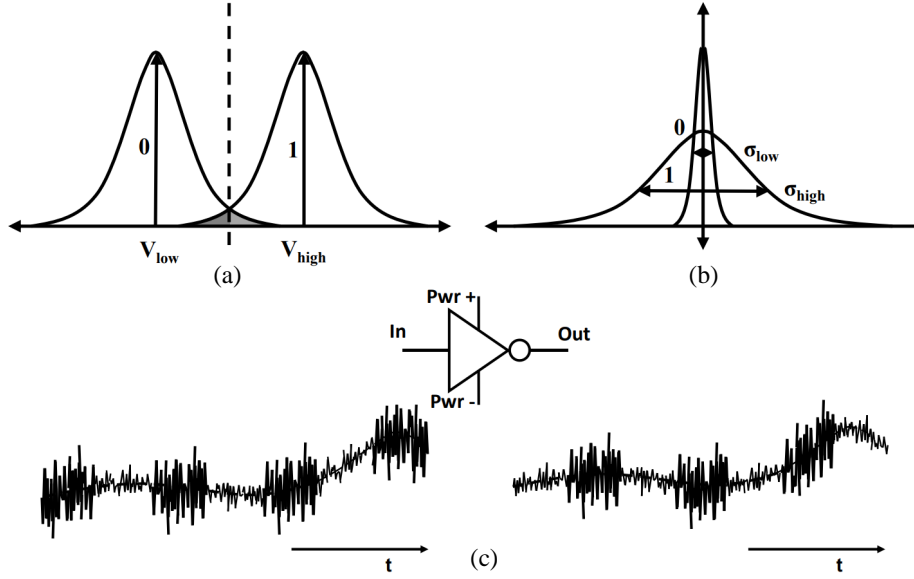 0
1
V_low
V_high
(a)
0
1
σ_low
σ_high
(b)
Pwr +
In
Out
Pwr -
t
t
(c)